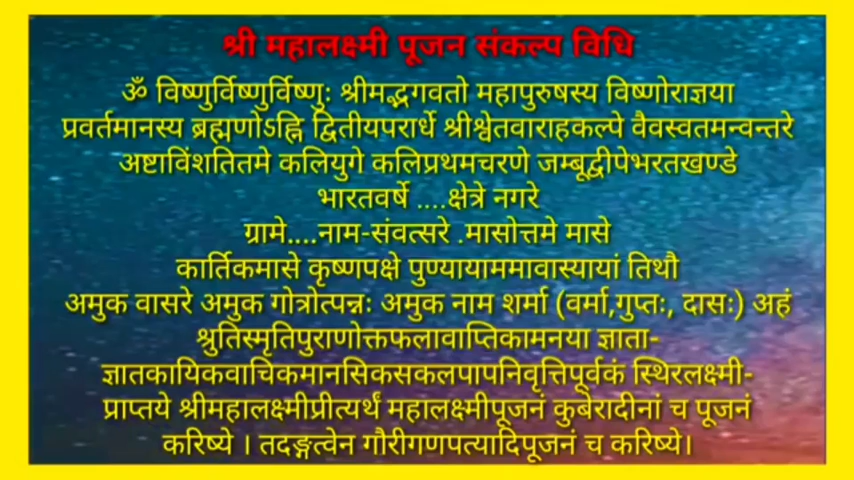 श्री महालक्ष्मी पूजन संकल्प विधि
ॐ विष्णुर्विष्णुर्विष्णुः श्रीमद्भगवतो महापुरुषस्य विष्णोराज्ञया
प्रवर्तमानस्य ब्रह्मणोऽह्नि द्वितीयपरार्धे श्रीश्वेतवाराहकल्पे वैवस्वतमन्वन्तरे
अष्टाविंशतितमे कलियुगे कलिप्रथमचरणे जम्बूद्वीपेभरतखण्डे
भारतवर्षे ....क्षेत्रे नगरे
ग्रामे....नाम-संवत्सरे .मासोत्तमे मासे
कार्तिकमासे कृष्णपक्षे पुण्यायाममावास्यायां तिथौ
अमुक वासरे अमुक गोत्रोत्पन्नः अमुक नाम शर्मा (वर्मा,गुप्तः, दासः) अहं
श्रुतिस्मृतिपुराणोक्तफलावाप्तिकामनया ज्ञाता-
ज्ञातकायिकवाचिकमानसिकसकलपापनिवृत्तिपूर्वकं स्थिरलक्ष्मी-
प्राप्तये श्रीमहालक्ष्मीप्रीत्यर्थं महालक्ष्मीपूजनं कुबेरादीनां च पूजनं
करिष्ये । तदङ्गत्वेन गौरीगणपत्यादिपूजनं च करिष्ये।